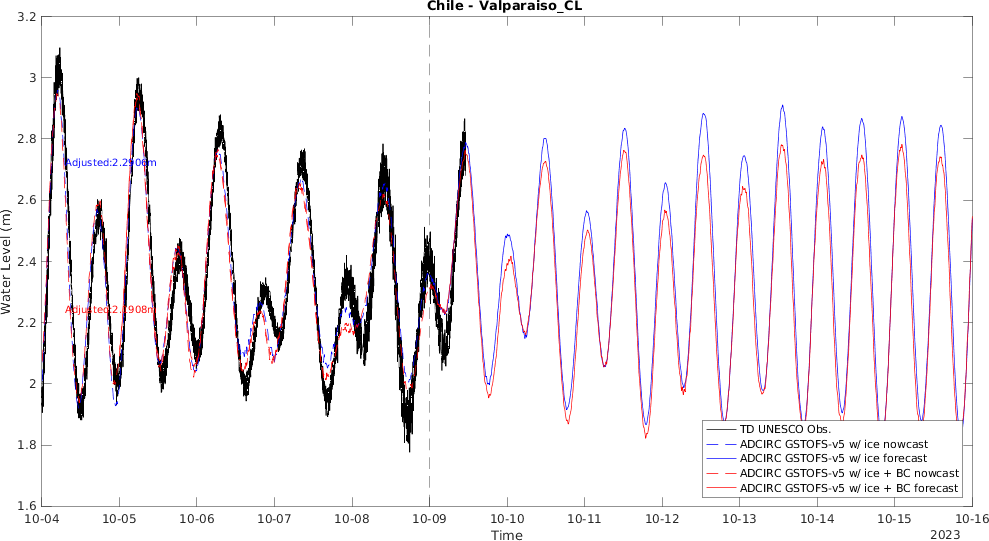 Chile - Valparaiso_CL
3.2
3
2.8
2.6
2.4
2.2
2
1.8
1.6
Water Level (m)
Adjusted:2.2906m
Adjusted:2.1908m
TD UNESCO Obs.
ADCIRC GSTOFS-v5 w/ ice nowcast
ADCIRC GSTOFS-v5 w/ ice forecast
ADCIRC GSTOFS-v5 w/ ice + BC nowcast
ADCIRC GSTOFS-v5 w/ ice + BC forecast
10-04 10-05 10-06 10-07 10-08 10-09 10-10 10-11 10-12 10-13 10-14 10-15 10-16
Time
2023